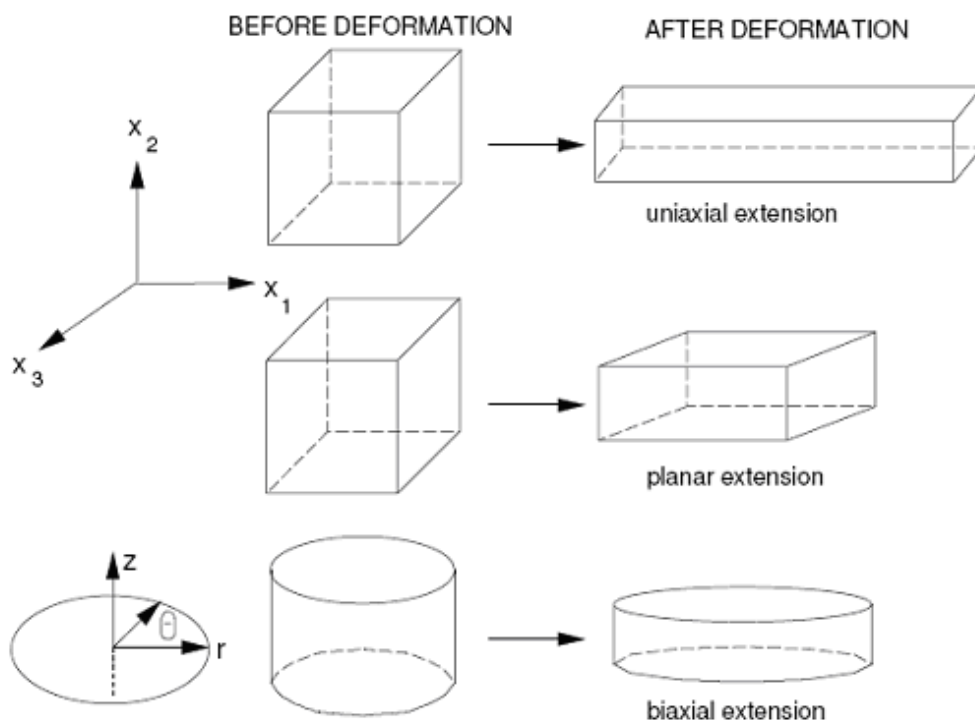 BEFORE DEFORMATION
AFTER DEFORMATION
x2
x1
x3
uniaxial extension
planar extension
z
θ
r
biaxial extension